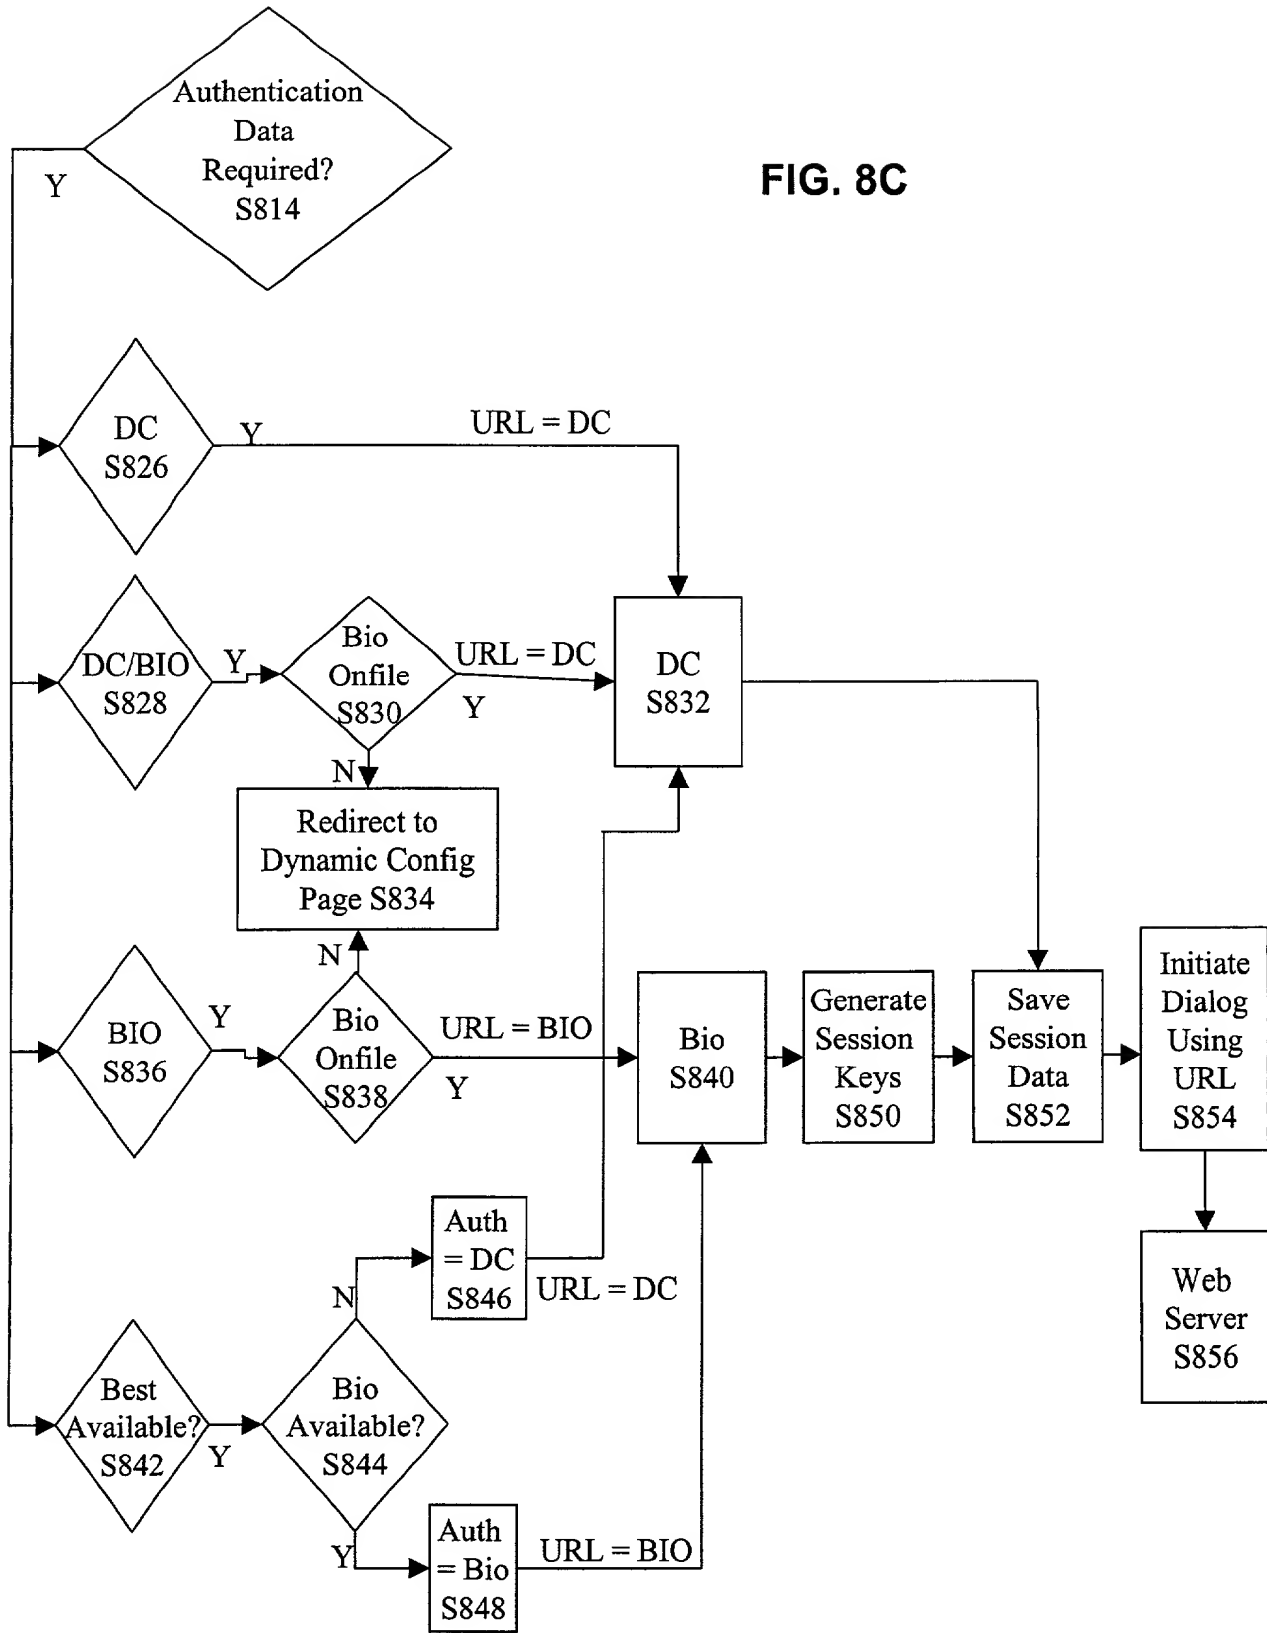 Authentication
Data
Required?
S814
Y
FIG. 8C
DC
S826
Y
URL = DC
DC/BIO
S828
Y
Bio
Onfile
S830
URL = DC
Y
N
DC
S832
Redirect to
Dynamic Config
Page S834
N
BIO
S836
Y
Bio
Onfile
S838
URL = BIO
Y
Bio
S840
Generate
Session
Keys
S850
Save
Session
Data
S852
Initiate
Dialog
Using
URL
S854
Web
Server
S856
Auth
= DC
S846
URL = DC
N
Best
Available?
S842
Y
Bio
Available?
S844
Y
Auth
= Bio
S848
URL = BIO